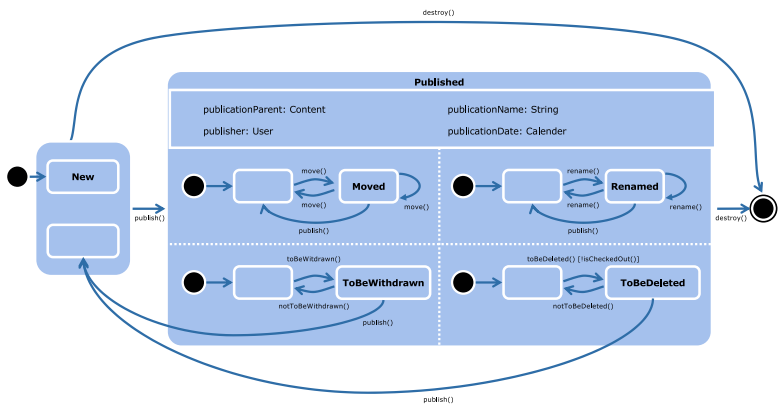 destroy()
Published
publicationParent: Content
publicationName: String
publisher: User
publicationDate: Calender
New
move()
Moved
move()
move()
publish()
rename()
Renamed
rename()
rename()
publish()
publish()
destroy()
toBeWitdrawn()
ToBeWithdrawn
notToBeWithdrawn()
publish()
toBeDeleted() [!isCheckedOut()]
ToBeDeleted
notToBeDeleted()
publish()